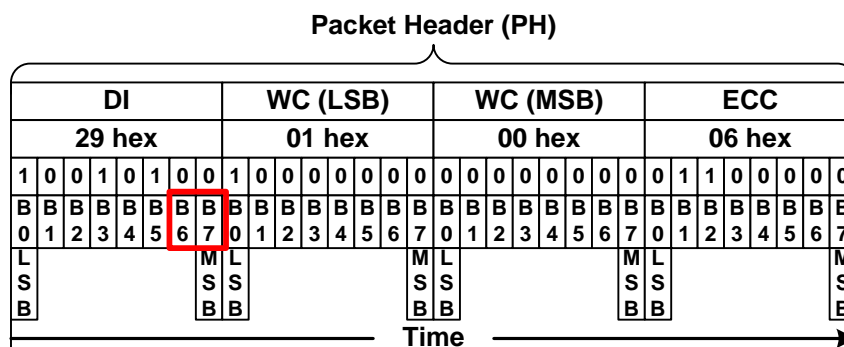 Packet Header (PH)
DI WC (LSB) WC (MSB) ECC
29 hex 01 hex 00 hex 06 hex
1 0 0 1 0 1 0 0 1 0 0 0 0 0 0 0 0 0 0 0 0 0 0 0 0 1 1 0 0 0 0 0
B B B B B B B B B B B B B B B B B B B B B B B B B B B B B B B B
0 1 2 3 4 5 6 7 0 1 2 3 4 5 6 7 0 1 2 3 4 5 6 7 0 1 2 3 4 5 6 7
L M L M L M L M
S S S S S S S S
B B B B B B B B
Time